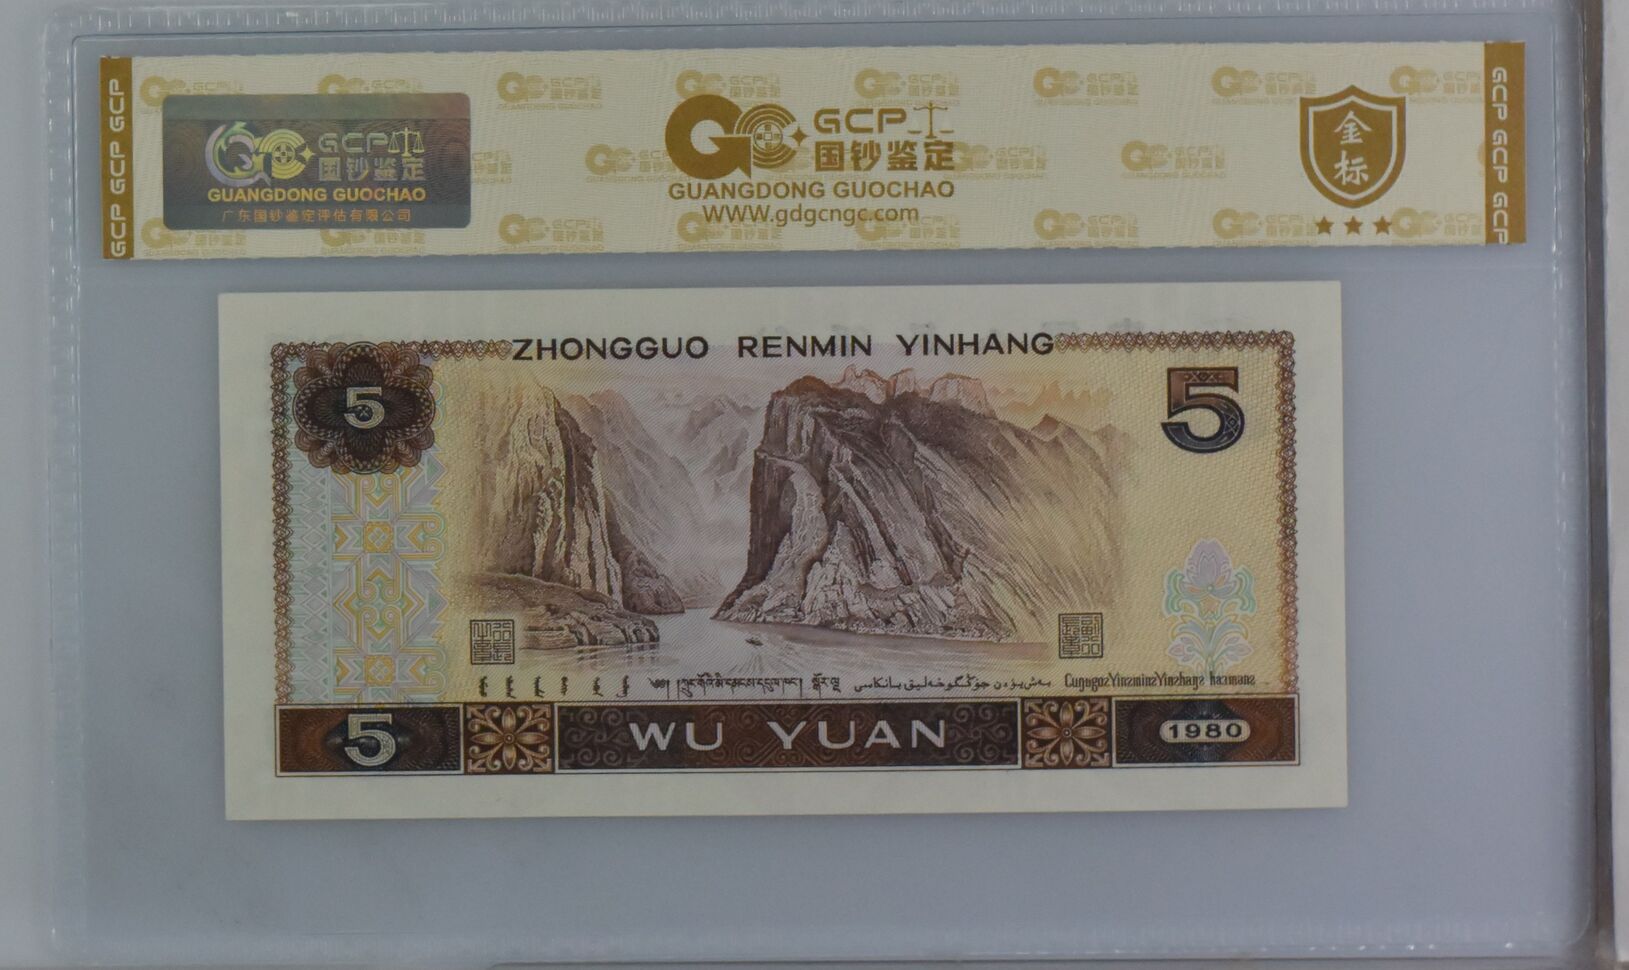 GCP GCP GCP
GCP
国钞鉴定
GUANGDONG GUOCHAO
广东国钞鉴定评估有限公司
GCP
国钞鉴定
GUANGDONG GUOCHAO
WWW.gdgcngc.com
金标
GCP GCP GCP
ZHONGGUO RENMIN YINHANG
5
5
5
WU YUAN
1980